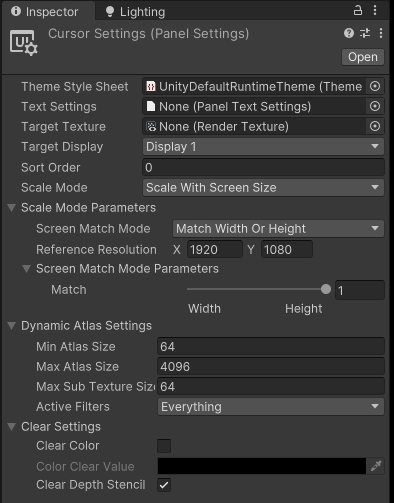 Inspector Lighting
Cursor Settings (Panel Settings)
UI
Open
Theme Style Sheet UnityDefaultRuntimeTheme (Theme
Text Settings None (Panel Text Settings)
Target Texture None (Render Texture)
Target Display Display 1
Sort Order 0
Scale Mode Scale With Screen Size
Scale Mode Parameters
Screen Match Mode Match Width Or Height
Reference Resolution X 1920 Y 1080
Screen Match Mode Parameters
Match 1
Width Height
Dynamic Atlas Settings
Min Atlas Size 64
Max Atlas Size 4096
Max Sub Texture Siz 64
Active Filters Everything
Clear Settings
Clear Color
Color Clear Value
Clear Depth Stencil